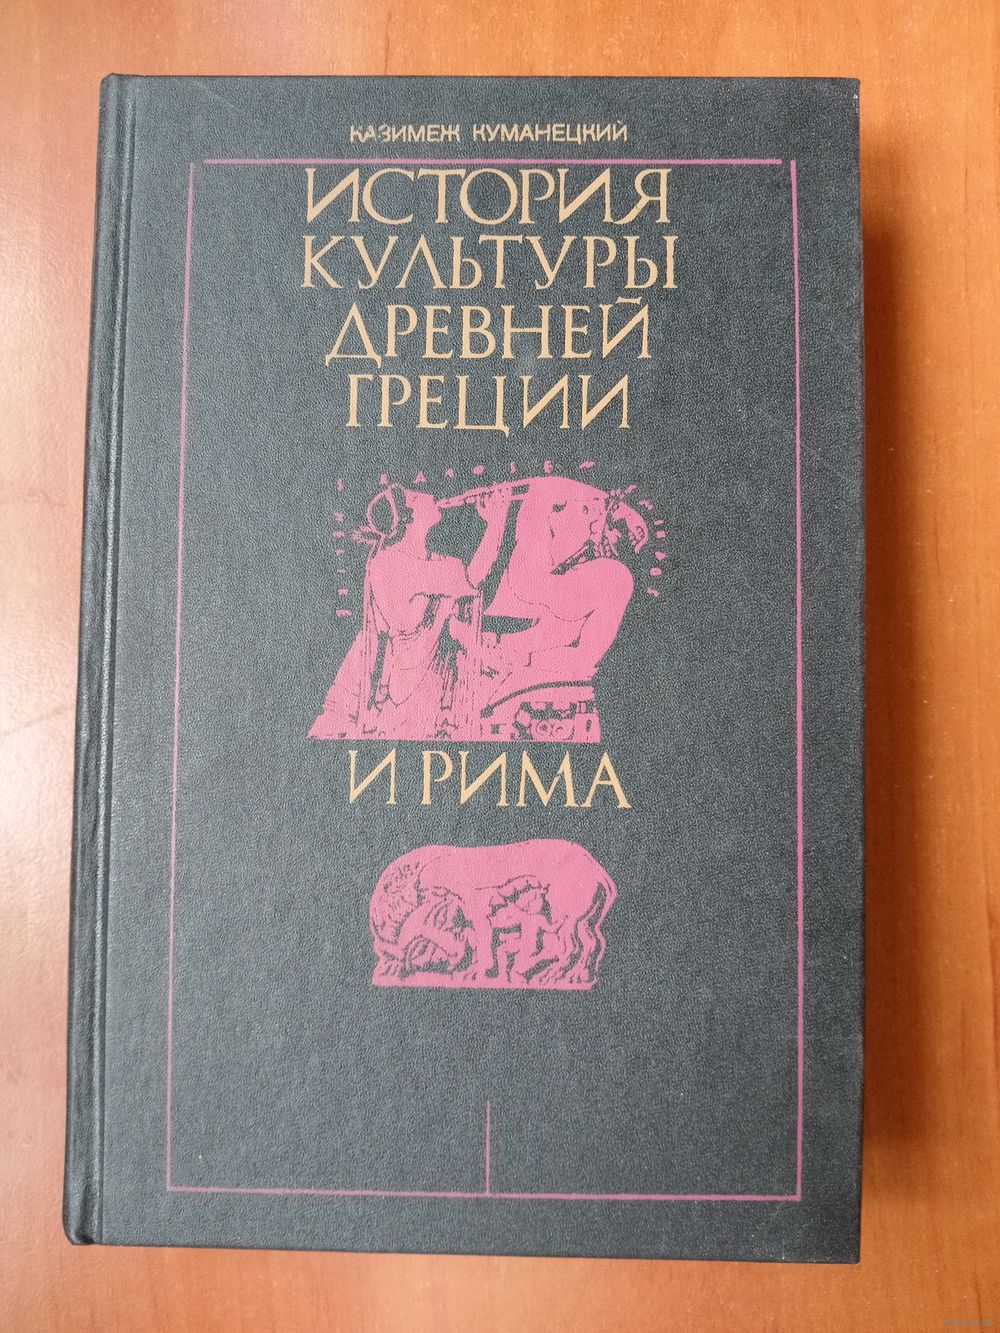 КАЗИМЕЖ КУМАНЕЦКИЙ
ИСТОРИЯ
КУЛЬТУРЫ
ДРЕВНЕЙ
ГРЕЦИИ
И РИМА